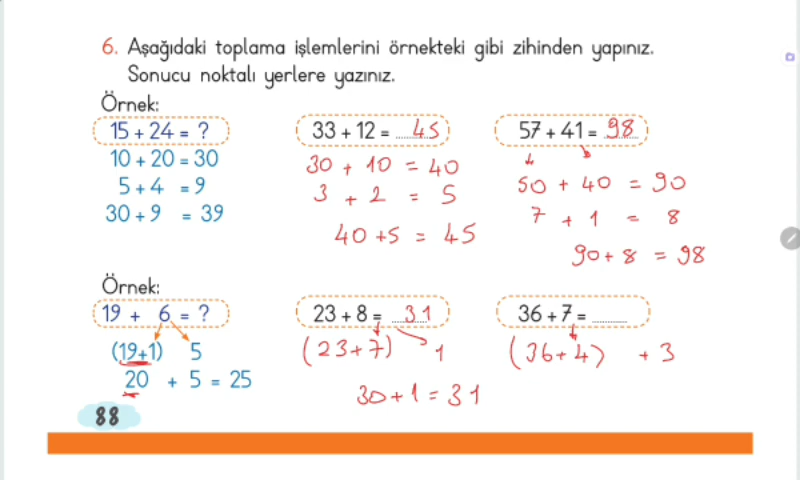 6. Aşağıdaki toplama işlemlerini örnekteki gibi zihinden yapınız.
Sonucu noktalı yerlere yazınız.
Örnek:
15 + 24 = ?
10 + 20 = 30
5 + 4 = 9
30 + 9 = 39
33 + 12 = 45
30 + 10 = 40
3 + 2 = 5
40 + 5 = 45
57 + 41 = 98
50 + 40 = 90
7 + 1 = 8
90 + 8 = 98
Örnek:
19 + 6 = ?
(19+1) 5
20 + 5 = 25
23 + 8 = 31
(23+7) 1
30 + 1 = 31
36 + 7 = ........
(36+4) + 3
88